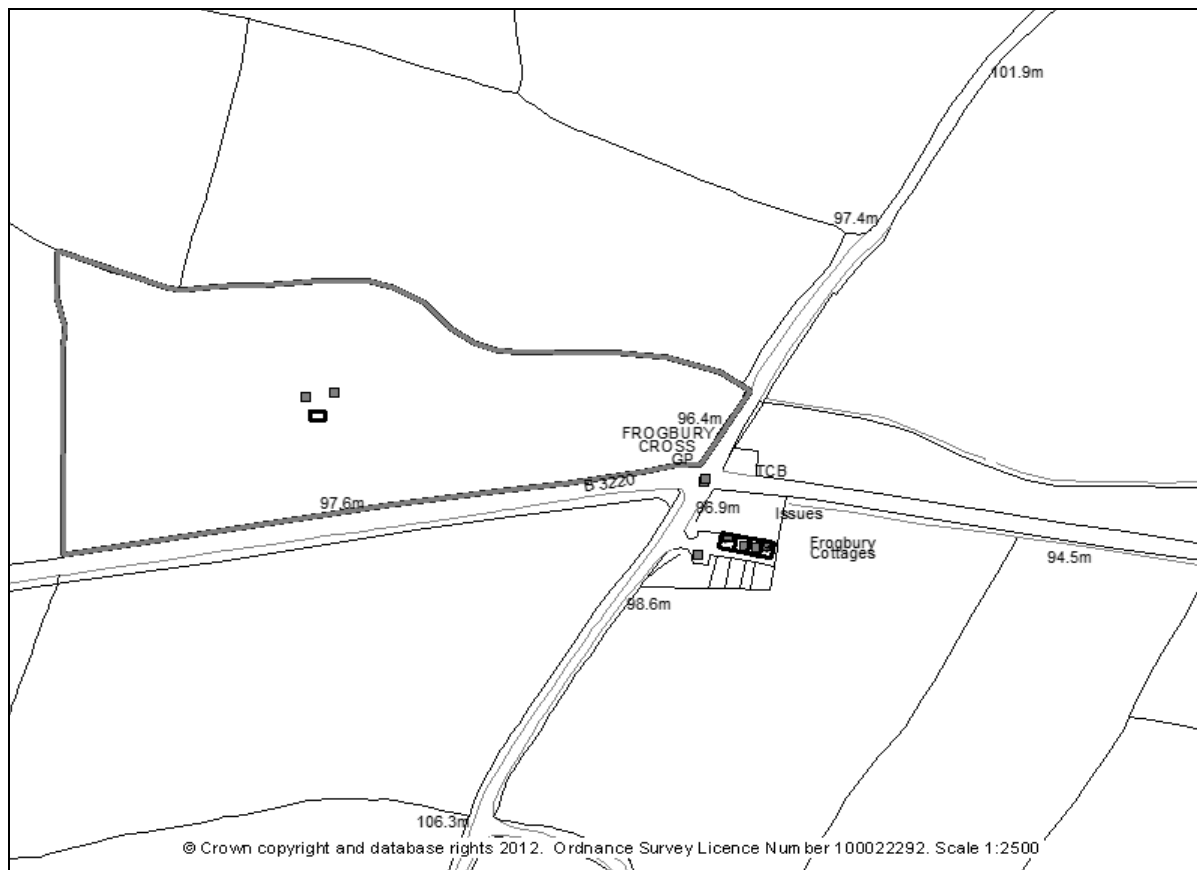 101.9m
97.4m
96.4m
FROGBURY
CROSS
GP
TCB
B 3220
97.6m
96.9m
Issues
Frogbury
Cottages
94.5m
98.6m
106.3m
© Crown copyright and database rights 2012. Ordnance Survey Licence Number 100022292. Scale 1:2500